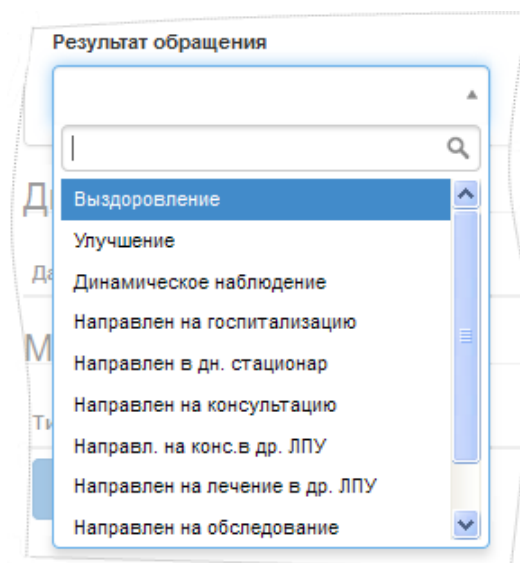 Результат обращения
Выздоровление
Улучшение
Динамическое наблюдение
Направлен на госпитализацию
Направлен в дн. стационар
Направлен на консультацию
Направл. на конс.в др. ЛПУ
Направлен на лечение в др. ЛПУ
Направлен на обследование